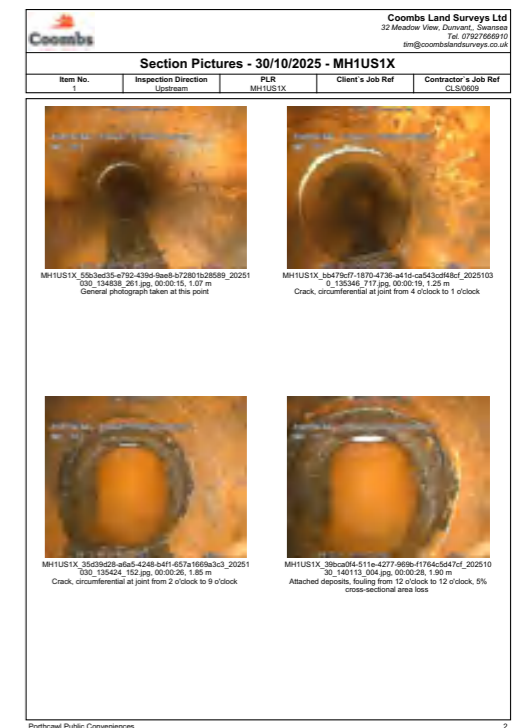 Coombs
Coombs Land Surveys Ltd
32 Meadow View, Dunvant,, Swansea
Tel. 07927666910
tim@coombslandsurveys.co.uk
Section Pictures - 30/10/2025 - MH1US1X
Item No. Inspection Direction PLR Client`s Job Ref Contractor`s Job Ref
1 Upstream MH1US1X CLS/0609
MH1US1X_55b3ed35-e792-439d-9ae8-b72801b28589_20251
030_134838_261.jpg, 00:00:15, 1.07 m
General photograph taken at this point
MH1US1X_bb479cf7-1870-4736-a41d-ca543cdf48cf_2025103
0_135346_717.jpg, 00:00:19, 1.25 m
Crack, circumferential at joint from 4 o'clock to 1 o'clock
MH1US1X_35d39d28-a6a5-4248-b4f1-657a1669a3c3_20251
030_135424_152.jpg, 00:00:26, 1.85 m
Crack, circumferential at joint from 2 o'clock to 9 o'clock
MH1US1X_39bca0f4-511e-4277-969b-f1764c5d47cf_202510
30_140113_004.jpg, 00:00:28, 1.90 m
Attached deposits, fouling from 12 o'clock to 12 o'clock, 5%
cross-sectional area loss
Porthcawl Public Conveniences 2